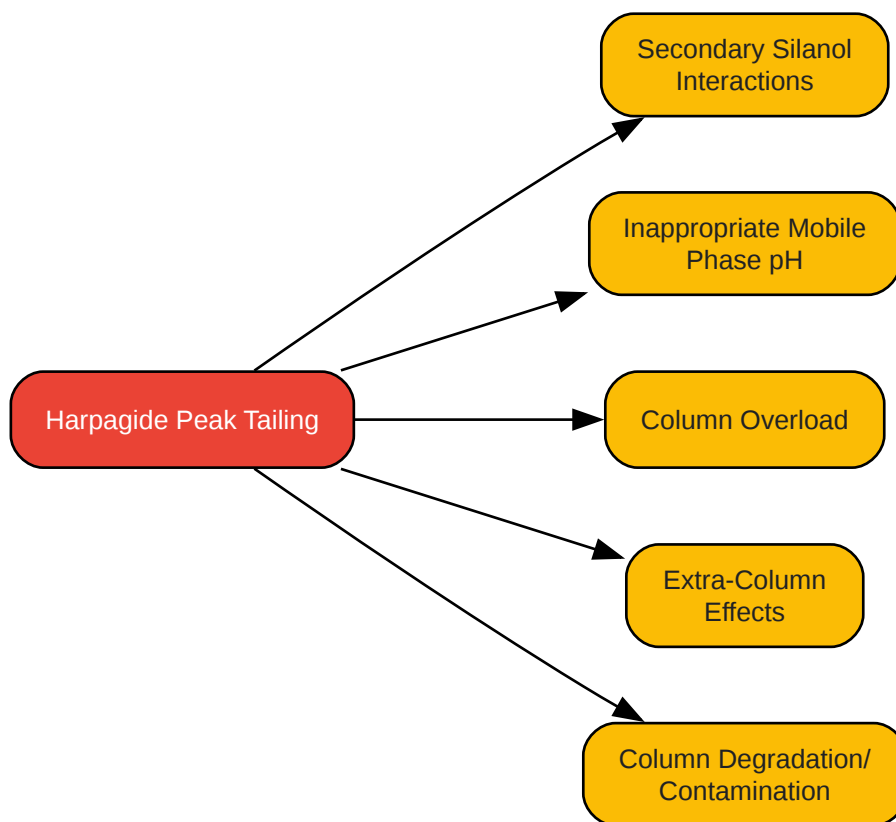 Secondary Silanol
Interactions
Inappropriate Mobile
Phase pH
Harpagide Peak Tailing
Column Overload
Extra-Column
Effects
Column Degradation/
Contamination